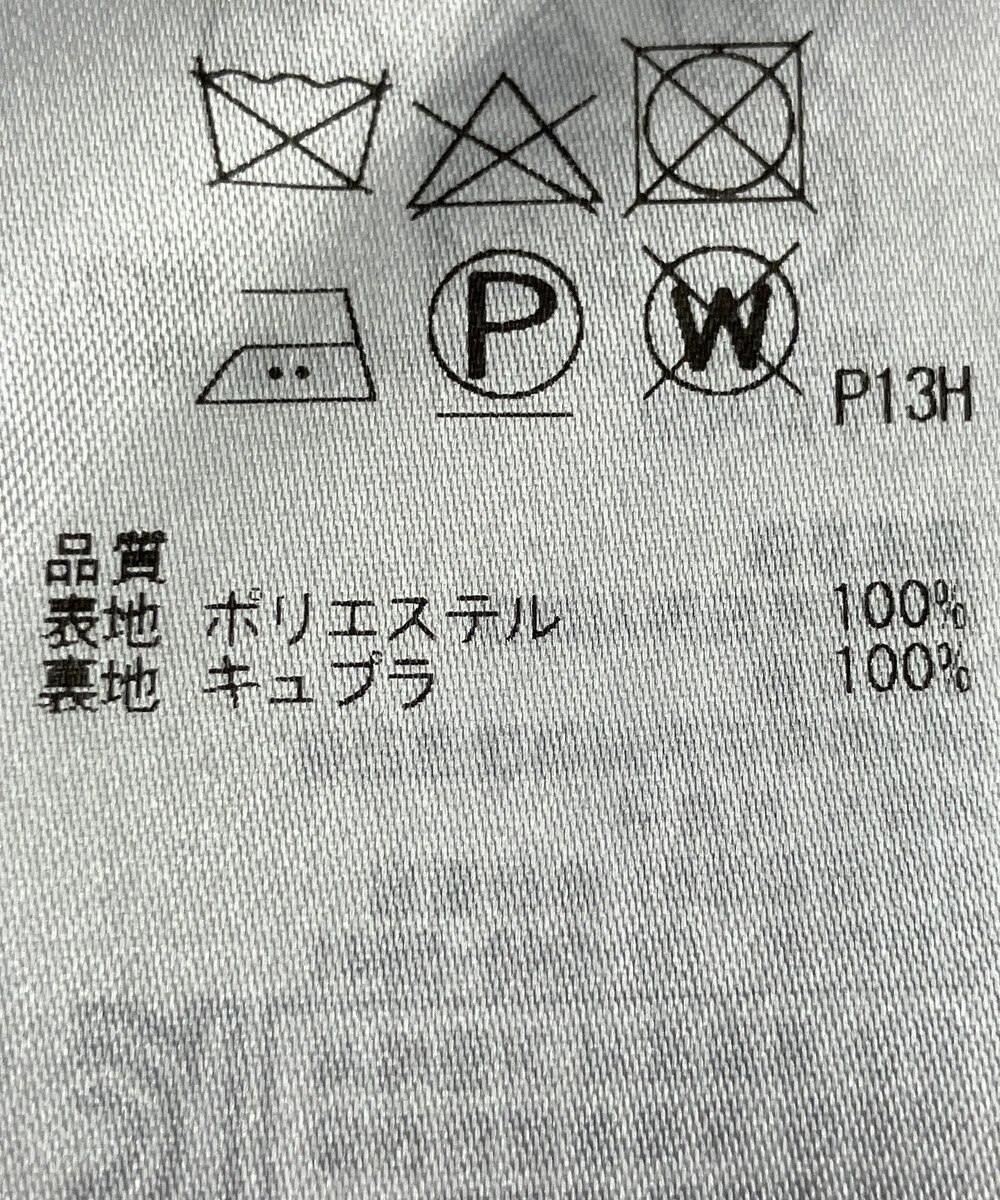 P W P13H
品質
表地 ポリエステル 100%
裏地 キュプラ 100%